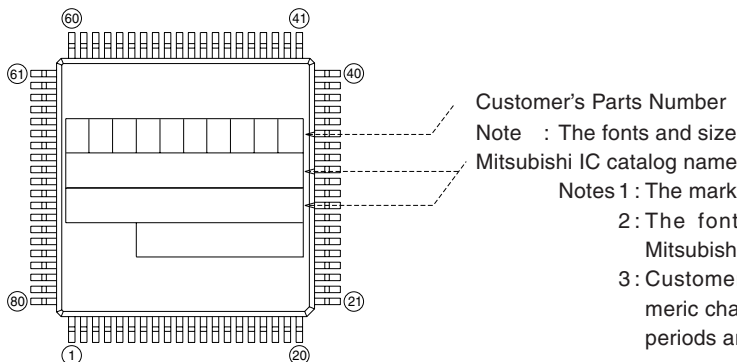 60 41
61 40
80 21
1 20
Customer's Parts Number
Note : The fonts and size
Mitsubishi IC catalog name
Notes 1 : The mark
2 : The font
Mitsubish
3 : Custome
meric cha
periods a